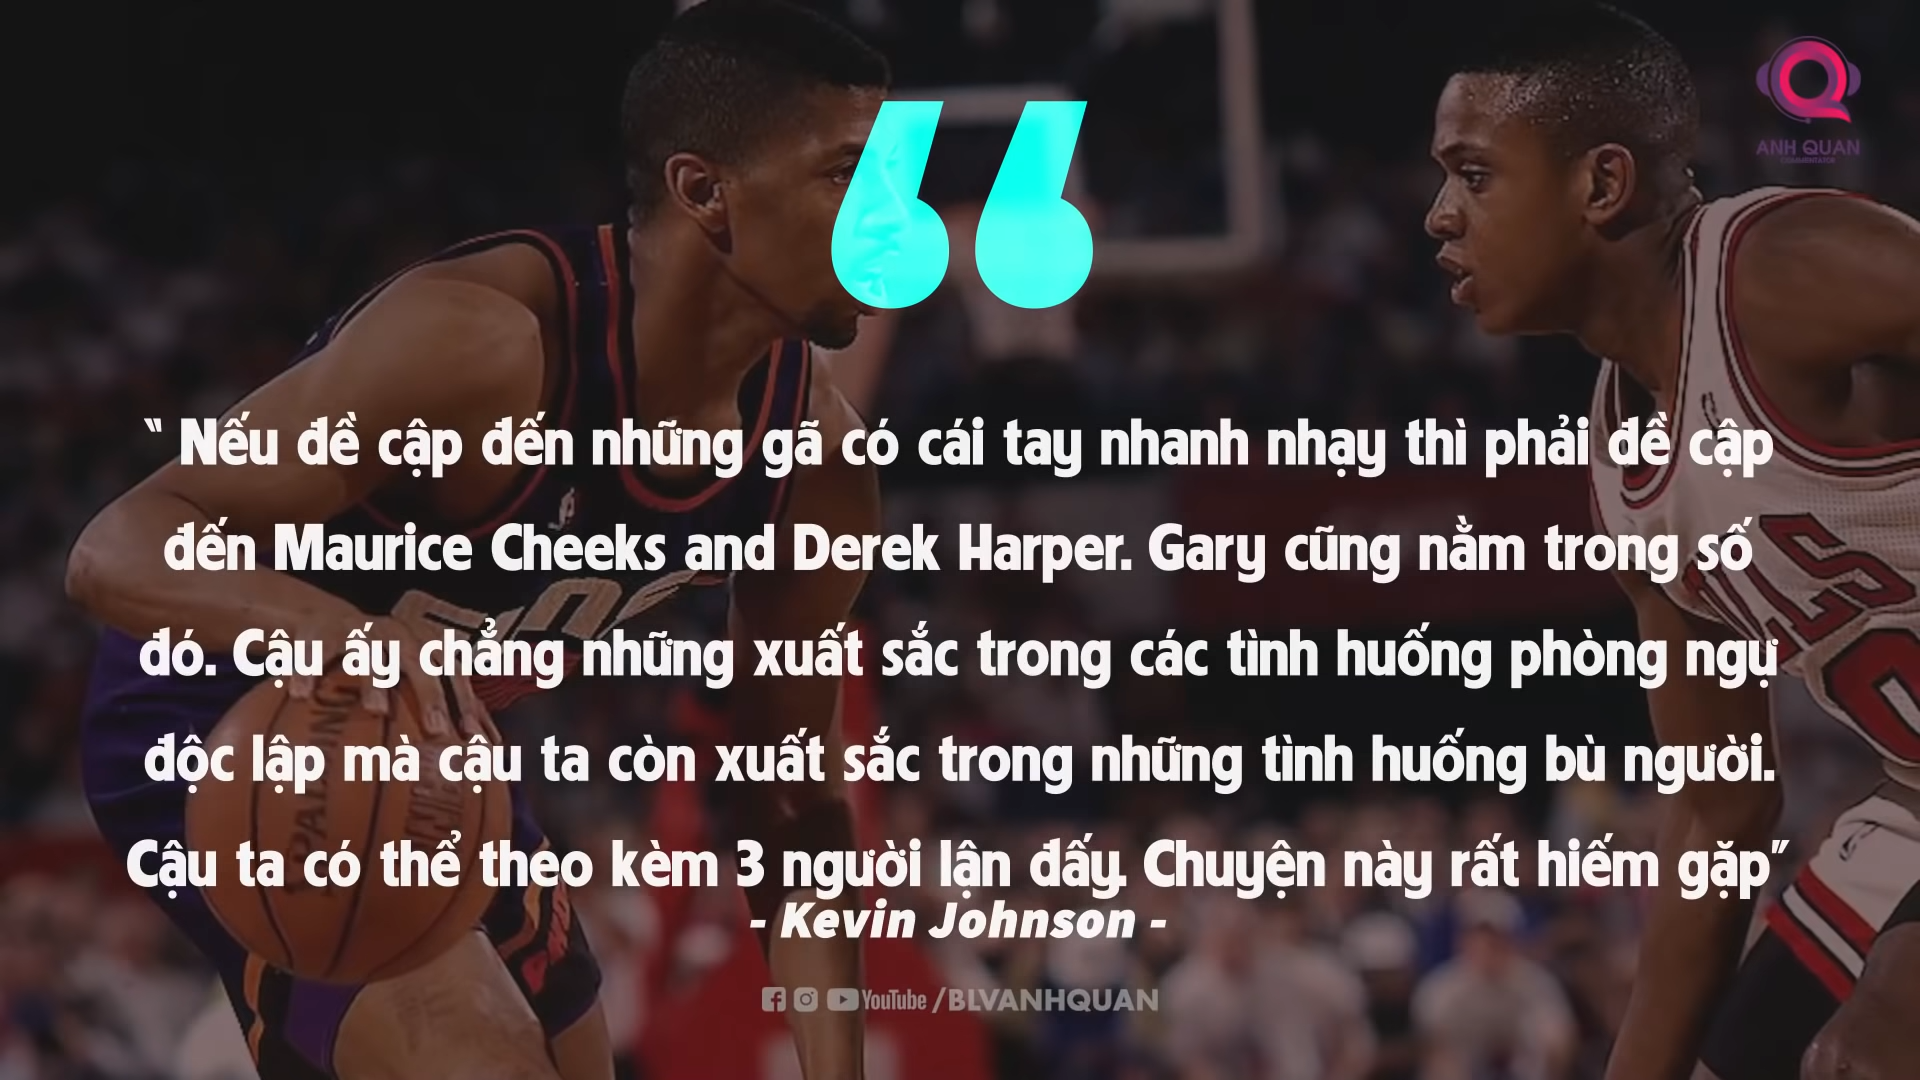 ANH QUAN
COMMENTATOR
“ Nếu đề cập đến những gã có cái tay nhanh nhạy thì phải đề cập
đến Maurice Cheeks and Derek Harper. Gary cũng nằm trong số
đó. Cậu ấy chẳng những xuất sắc trong các tình huống phòng ngự
độc lập mà cậu ta còn xuất sắc trong những tình huống bù người.
Cậu ta có thể theo kèm 3 người lận đấy. Chuyện này rất hiếm gặp”
- Kevin Johnson -
YouTube /BLVANHQUAN
SPALDING